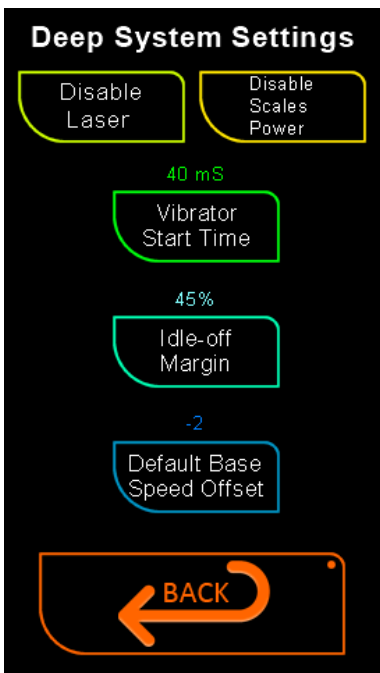 Deep System Settings
Disable
Laser
Disable
Scales
Power
40 mS
Vibrator
Start Time
45%
Idle-off
Margin
-2
Default Base
Speed Offset
BACK